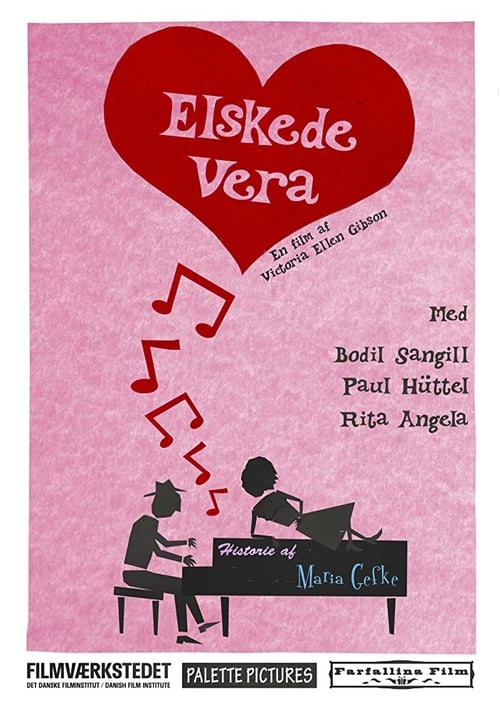 Elskede
Vera
En film af
Victoria Ellen Gibson
Med
Bodil Sangill
Paul Hüttel
Rita Angela
Historie af
Maria Gefke
FILMVÆRKSTEDET
DET DANSKE FILMINSTITUT / DANISH FILM INSTITUTE
PALETTE PICTURES
Farfallina Film